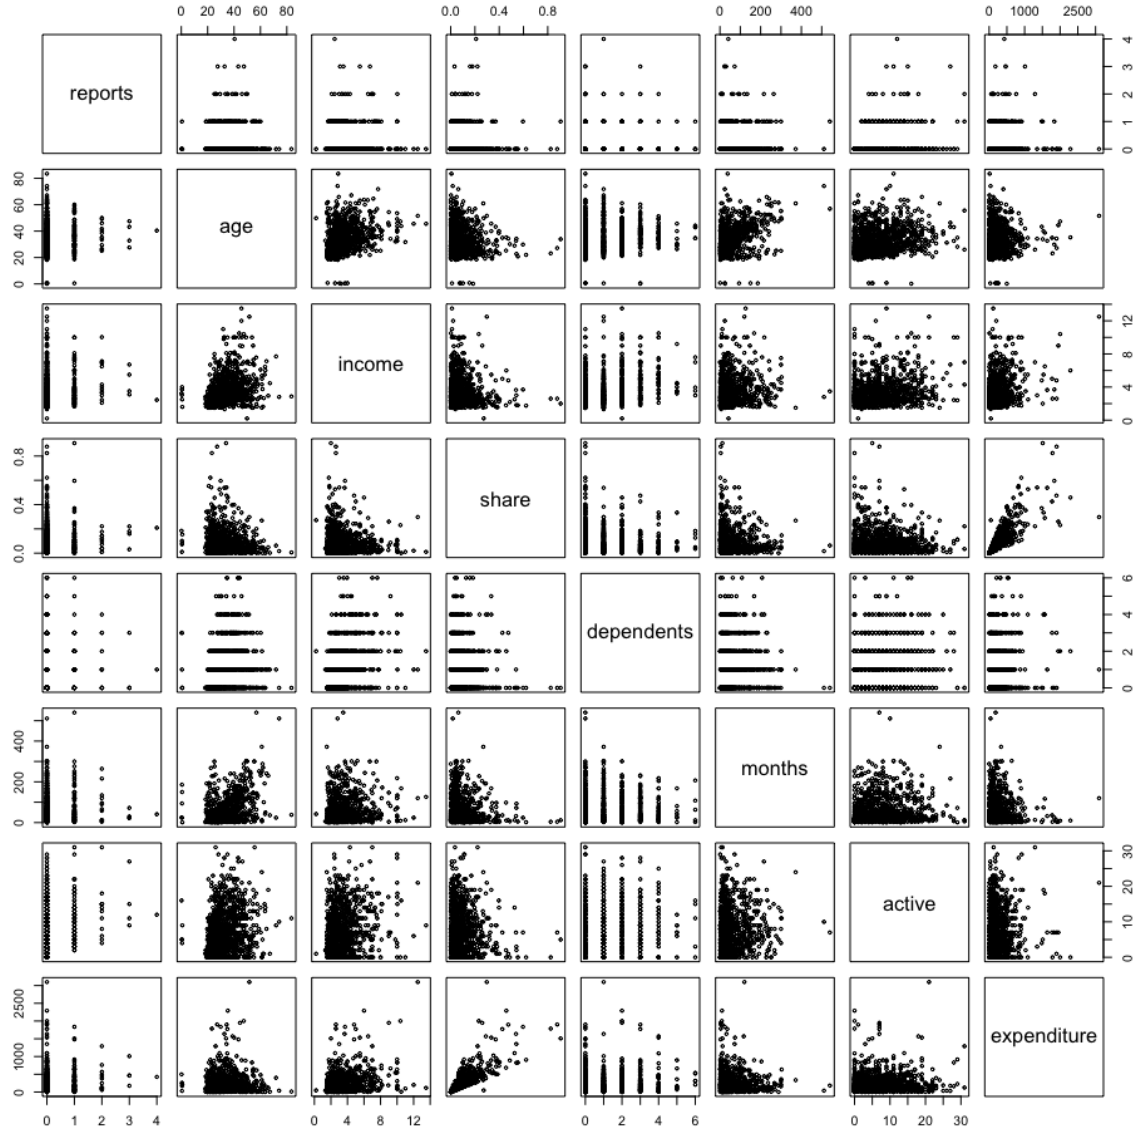 0 20 40 60 80 0.0 0.4 0.8 0 200 400 0 1000 2500
reports
0 1 2 3 4
age
0 20 40 60 80
income
0 4 8 12
share
0.0 0.4 0.8
dependents
0 2 4 6
months
0 200 400
active
0 10 20 30
expenditure
0 1000 2500
0 1 2 3 4 0 4 8 12 0 2 4 6 0 5 10 20 30